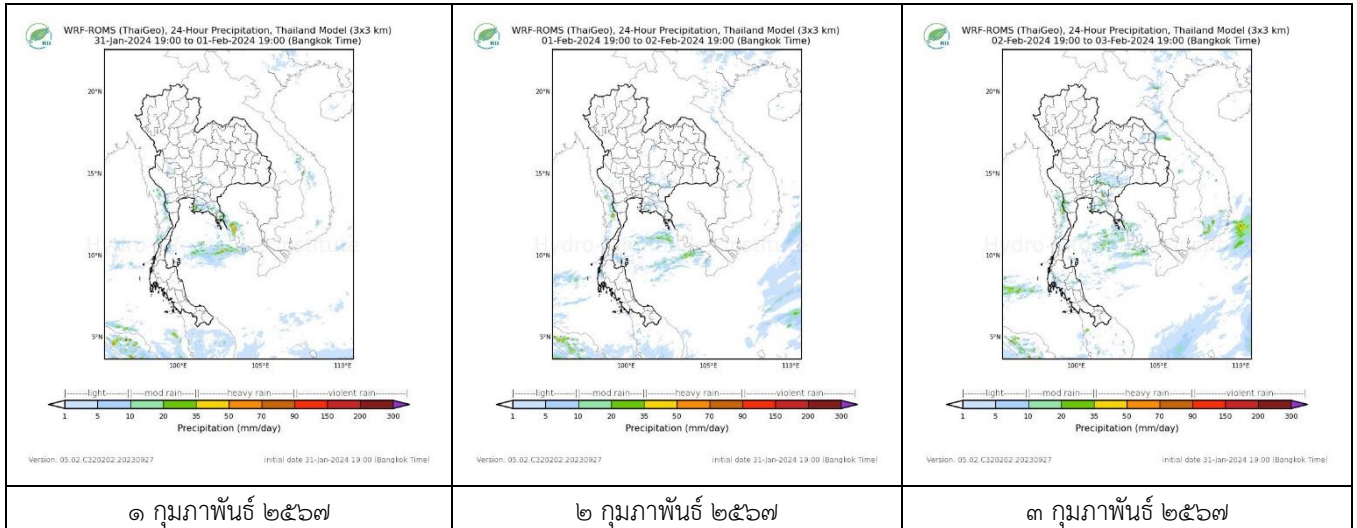 WRF-ROMS (ThaiGeo), 24-Hour Precipitation, Thailand Model (3x3 km)
31-Jan-2024 19:00 to 01-Feb-2024 19:00 (Bangkok Time)
20°N
15°N
10°N
5°N
100°E 105°E 110°E
light mod rain heavy rain violent rain
1 5 10 20 35 50 70 90 150 200 300
Precipitation (mm/day)
Version: 05.02.C320202.20230927 initial date 31-Jan-2024 19:00 (Bangkok Time)
๑ กุมภาพันธ์ ๒๕๖๗
WRF-ROMS (ThaiGeo), 24-Hour Precipitation, Thailand Model (3x3 km)
01-Feb-2024 19:00 to 02-Feb-2024 19:00 (Bangkok Time)
20°N
15°N
10°N
5°N
100°E 105°E 110°E
light mod rain heavy rain violent rain
1 5 10 20 35 50 70 90 150 200 300
Precipitation (mm/day)
Version: 05.02.C320202.20230927 initial date 31-Jan-2024 19:00 (Bangkok Time)
๒ กุมภาพันธ์ ๒๕๖๗
WRF-ROMS (ThaiGeo), 24-Hour Precipitation, Thailand Model (3x3 km)
02-Feb-2024 19:00 to 03-Feb-2024 19:00 (Bangkok Time)
20°N
15°N
10°N
5°N
100°E 105°E 110°E
light mod rain heavy rain violent rain
1 5 10 20 35 50 70 90 150 200 300
Precipitation (mm/day)
Version: 05.02.C320202.20230927 initial date 31-Jan-2024 19:00 (Bangkok Time)
๓ กุมภาพันธ์ ๒๕๖๗